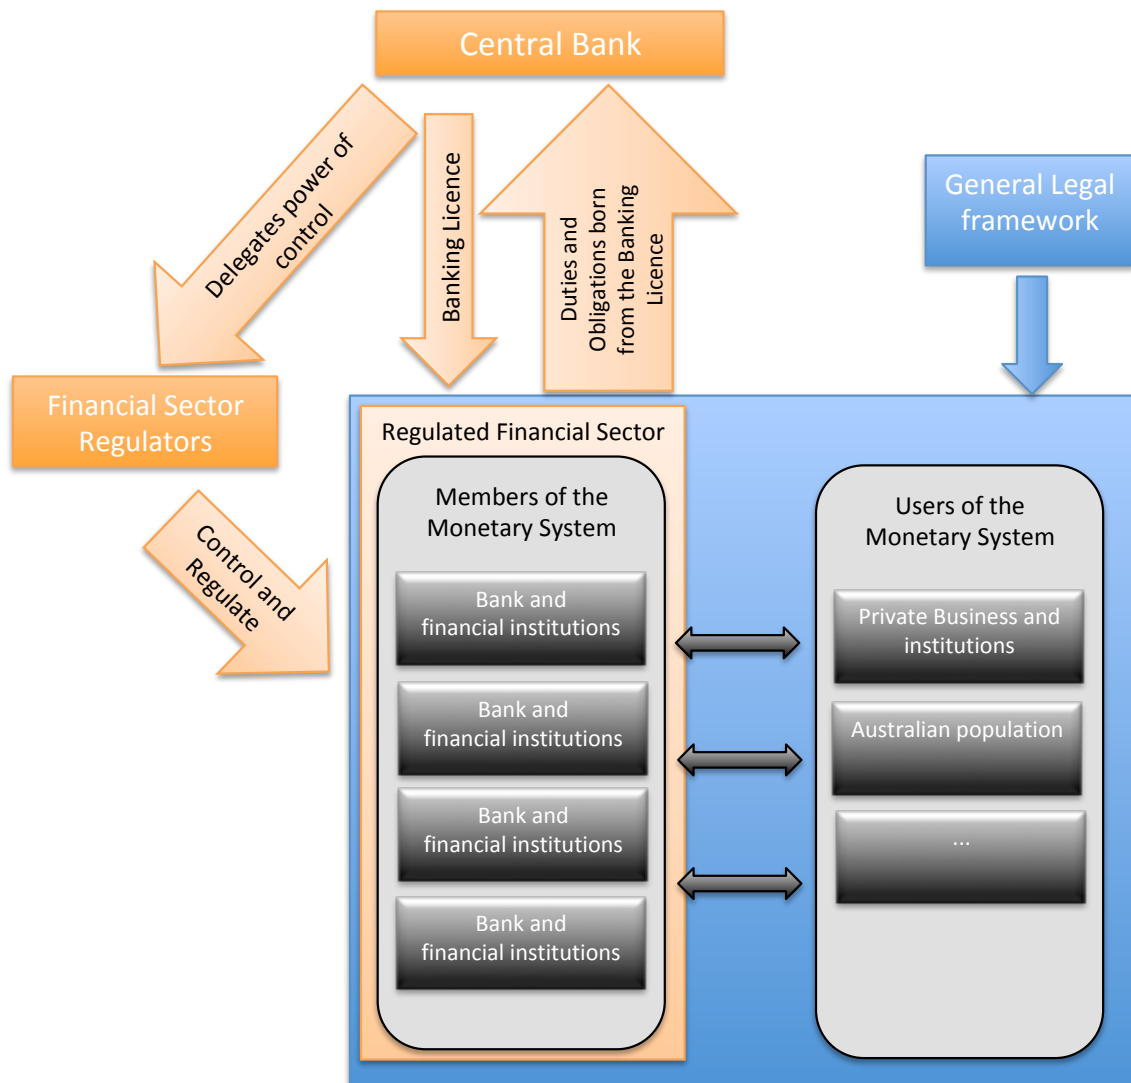 Central Bank
Delegates power of
control
Banking Licence
Duties and
Obligations born
from the Banking
Licence
General Legal
framework
Financial Sector
Regulators
Control and
Regulate
Regulated Financial Sector
Members of the
Monetary System
Bank and
financial institutions
Bank and
financial institutions
Bank and
financial institutions
Bank and
financial institutions
Users of the
Monetary System
Private Business and
institutions
Australian population
...